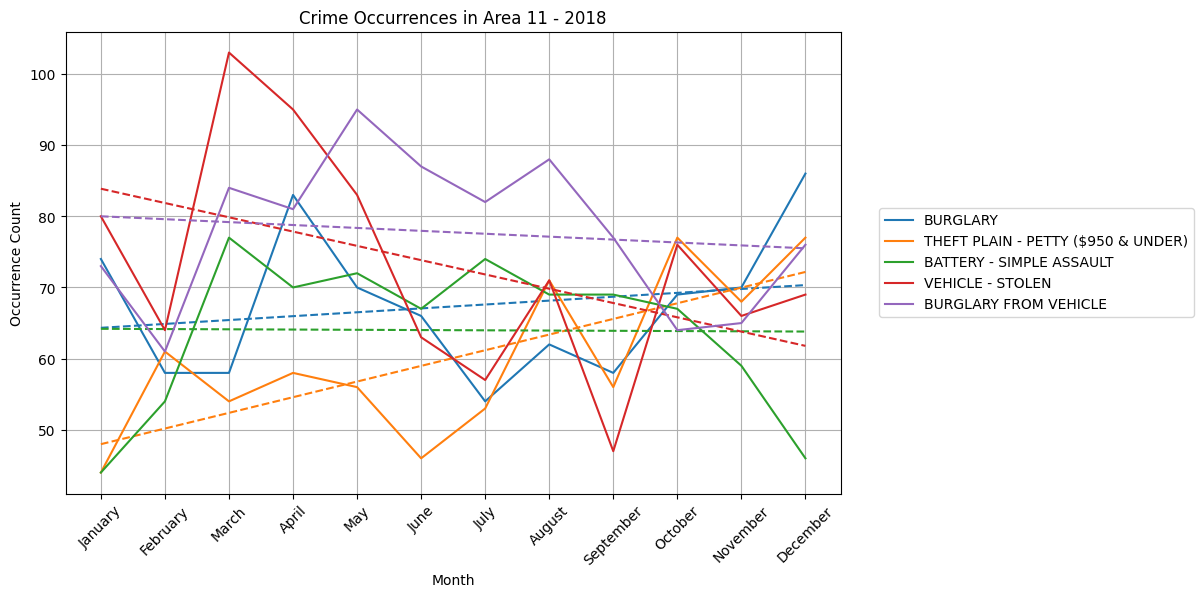 Crime Occurrences in Area 11 - 2018
Occurrence Count
100
90
80
70
60
50
January
February
March
April
May
June
July
August
September
October
November
December
Month
BURGLARY
THEFT PLAIN - PETTY ($950 & UNDER)
BATTERY - SIMPLE ASSAULT
VEHICLE - STOLEN
BURGLARY FROM VEHICLE